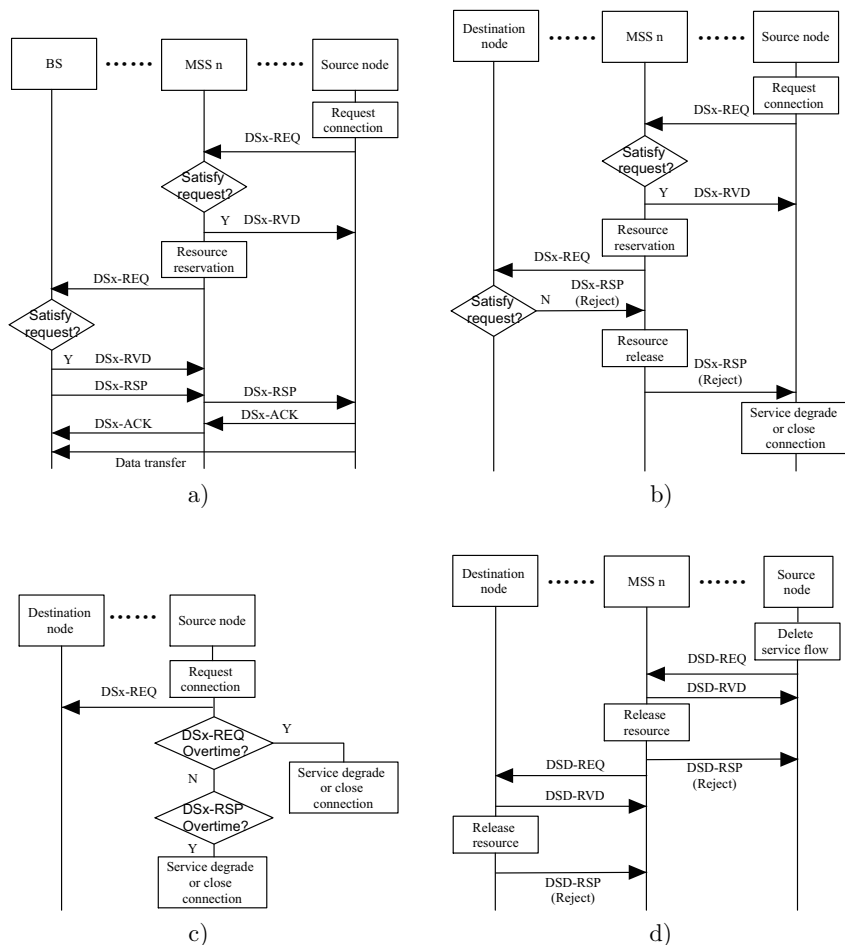 BS
......
MSS n
......
Source node
Request
connection
DSx-REQ
Satisfy
request?
Y
DSx-RVD
Resource
reservation
DSx-REQ
Satisfy
request?
Y
DSx-RVD
DSx-RSP
DSx-RSP
DSx-ACK
DSx-ACK
Data transfer
a)
Destination
node
......
MSS n
......
Source node
Request
connection
DSx-REQ
Satisfy
request?
Y
DSx-RVD
Resource
reservation
DSx-REQ
Satisfy
request?
N
DSx-RSP
(Reject)
Resource
release
DSx-RSP
(Reject)
Service degrade
or close
connection
b)
Destination
node
......
Source node
Request
connection
DSx-REQ
DSx-REQ
Overtime?
Y
Service degrade
or close
connection
N
DSx-RSP
Overtime?
Y
Service degrade
or close
connection
c)
Destination
node
......
MSS n
......
Source
node
Delete
service flow
DSD-REQ
DSD-RVD
Release
resource
DSD-REQ
DSD-RSP
(Reject)
DSD-RVD
Release
resource
DSD-RSP
(Reject)
d)